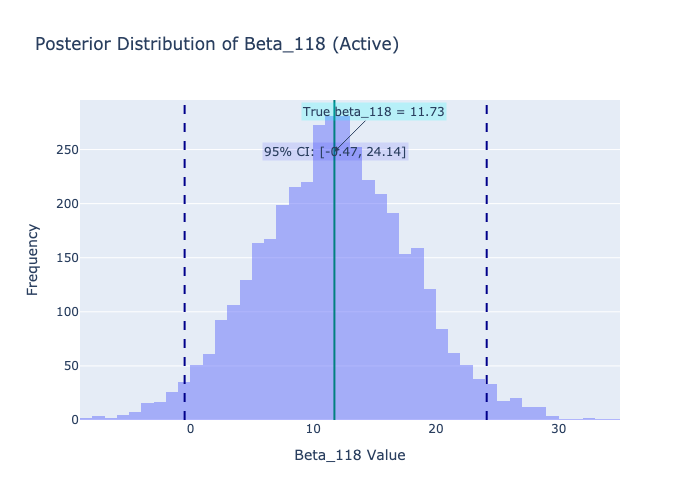 Posterior Distribution of Beta_118 (Active)
True beta_118 = 11.73
95% CI: [-0.47, 24.14]
250
200
150
100
50
0
Frequency
0
10
20
30
Beta_118 Value